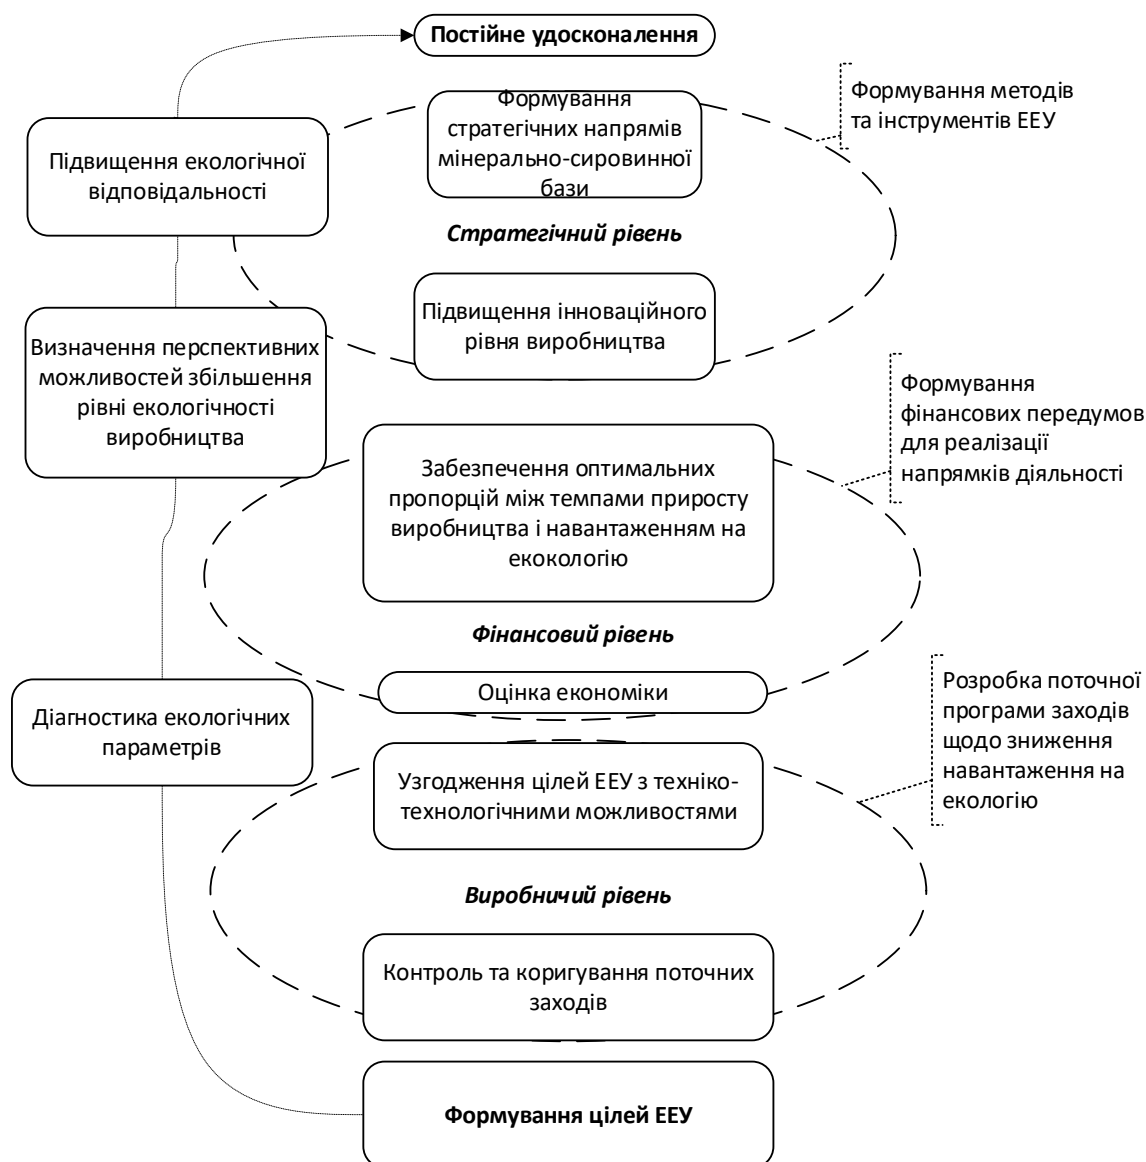 Постійне удосконалення
Формування
стратегічних напрямів
мінерально-сировинної
бази
Формування методів
та інструментів ЕЕУ
Підвищення екологічної
відповідальності
Стратегічний рівень
Підвищення інноваційного
рівня виробництва
Визначення перспективних
можливостей збільшення
рівні екологічності
виробництва
Формування
фінансових передумов
для реалізації
напрямків діяльності
Забезпечення оптимальних
пропорцій між темпами приросту
виробництва і навантаженням на
екокологію
Фінансовий рівень
Оцінка економіки
Діагностика екологічних
параметрів
Розробка поточної
програми заходів
щодо зниження
навантаження на
екологію
Узгодження цілей ЕЕУ з техніко-
технологічними можливостями
Виробничий рівень
Контроль та коригування поточних
заходів
Формування цілей ЕЕУ